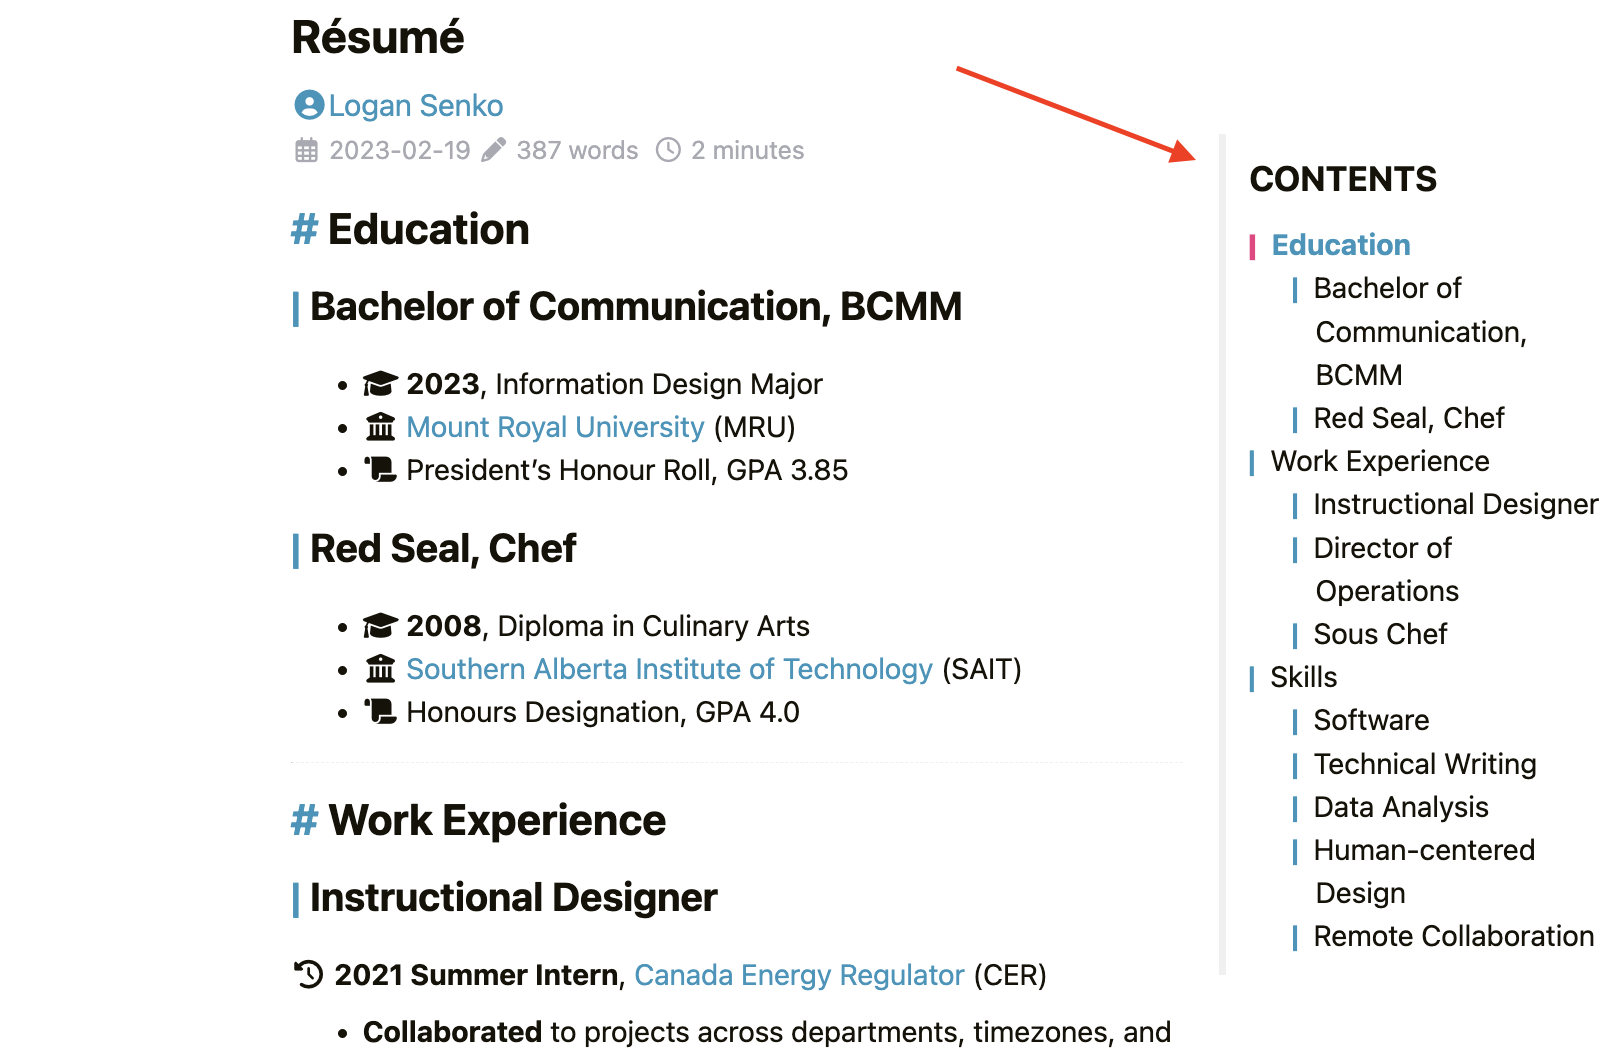 Résumé
Logan Senko
2023-02-19 387 words 2 minutes
# Education
Bachelor of Communication, BCMM
2023, Information Design Major
Mount Royal University (MRU)
President’s Honour Roll, GPA 3.85
Red Seal, Chef
2008, Diploma in Culinary Arts
Southern Alberta Institute of Technology (SAIT)
Honours Designation, GPA 4.0
# Work Experience
Instructional Designer
2021 Summer Intern, Canada Energy Regulator (CER)
Collaborated to projects across departments, timezones, and
CONTENTS
Education
Bachelor of
Communication,
BCMM
Red Seal, Chef
Work Experience
Instructional Designer
Director of
Operations
Sous Chef
Skills
Software
Technical Writing
Data Analysis
Human-centered
Design
Remote Collaboration